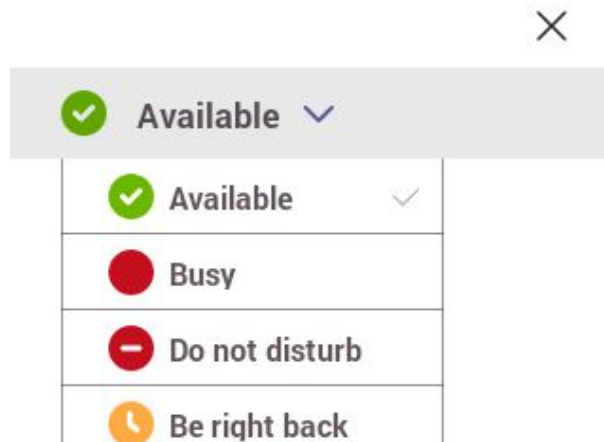 Available
Available
Busy
Do not disturb
Be right back